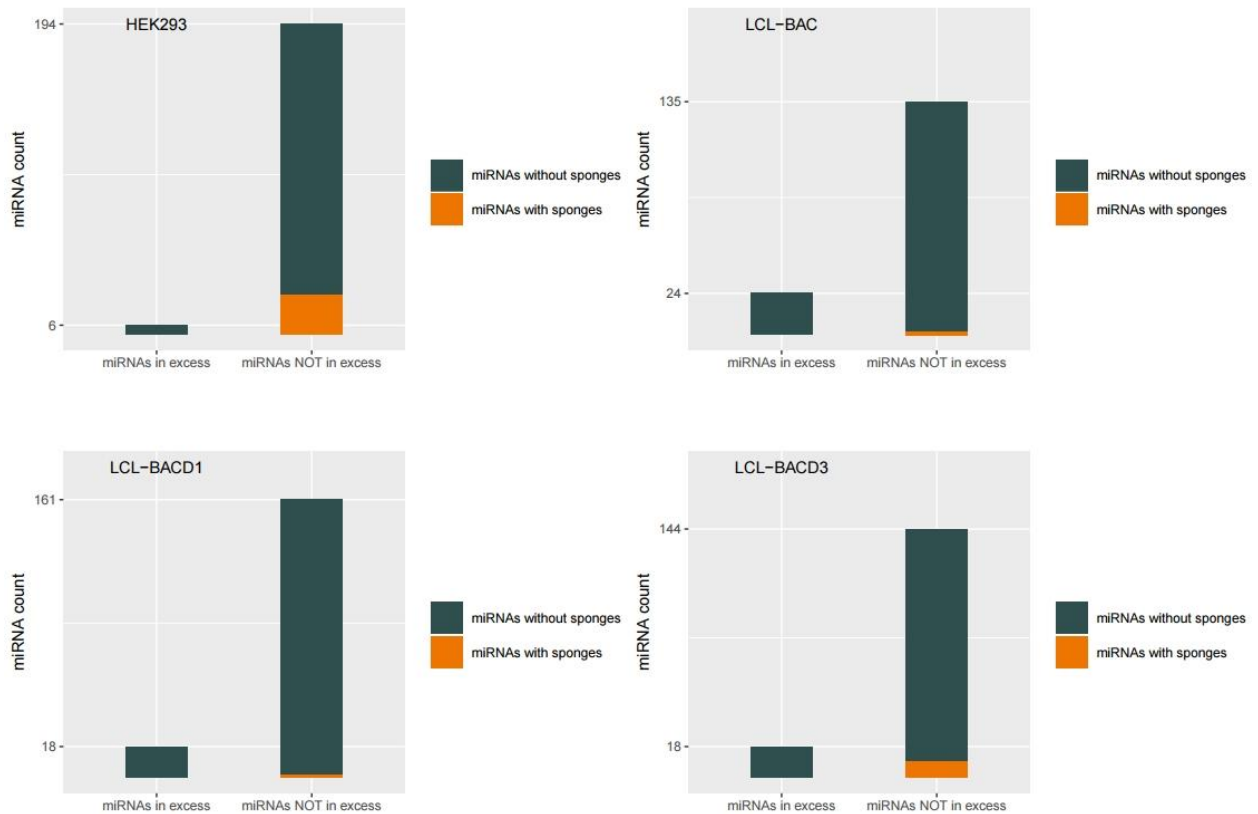 HEK293
194
6
miRNA count
miRNAs in excess
miRNAs NOT in excess
miRNAs without sponges
miRNAs with sponges
LCL−BAC
135
24
miRNA count
miRNAs in excess
miRNAs NOT in excess
miRNAs without sponges
miRNAs with sponges
LCL−BACD1
161
18
miRNA count
miRNAs in excess
miRNAs NOT in excess
miRNAs without sponges
miRNAs with sponges
LCL−BACD3
144
18
miRNA count
miRNAs in excess
miRNAs NOT in excess
miRNAs without sponges
miRNAs with sponges